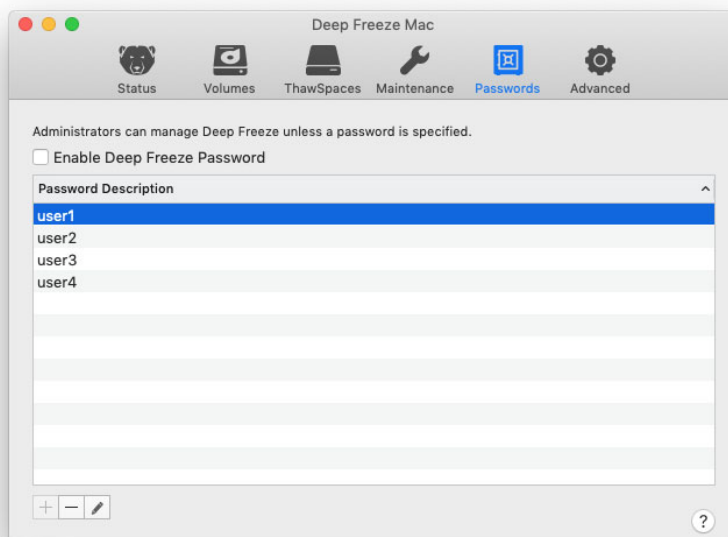 Deep Freeze Mac
Status Volumes ThawSpaces Maintenance Passwords Advanced
Administrators can manage Deep Freeze unless a password is specified.
Enable Deep Freeze Password
Password Description
user1
user2
user3
user4
?